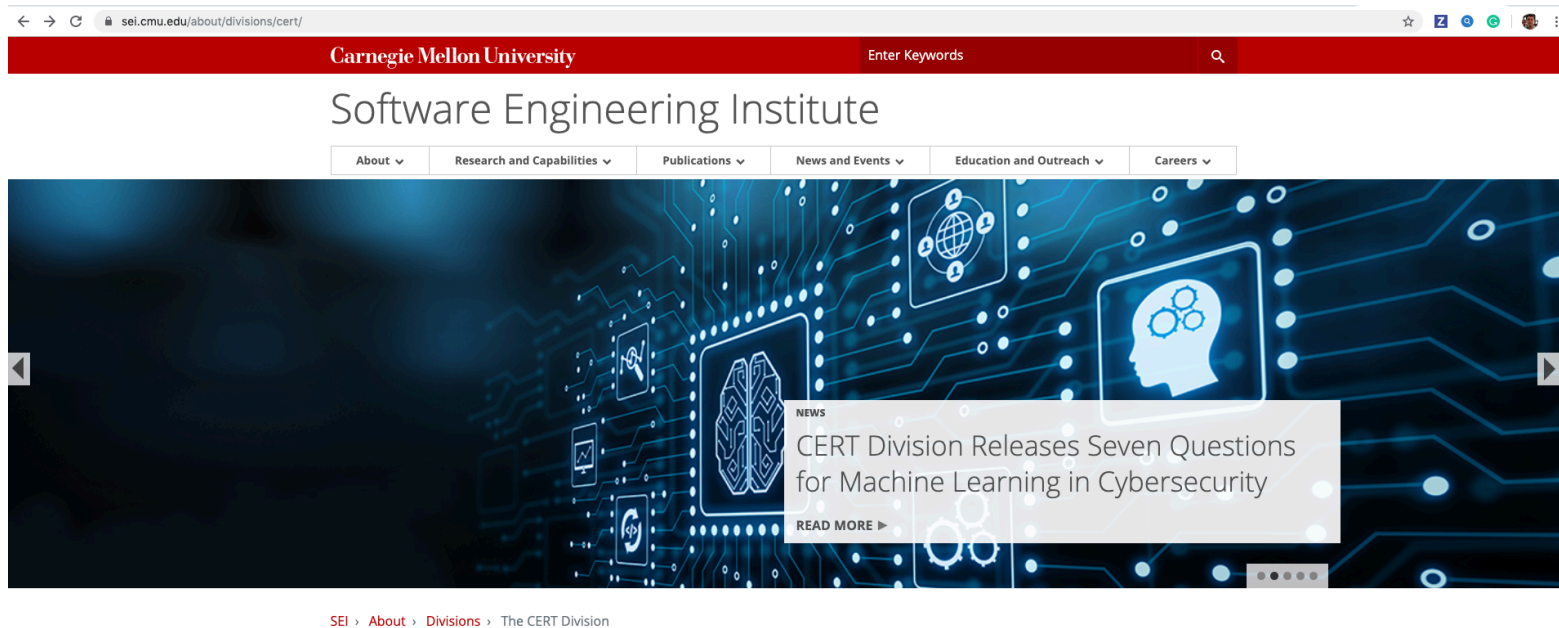 sei.cmu.edu/about/divisions/cert/
Carnegie Mellon University
Enter Keywords
Software Engineering Institute
About
Research and Capabilities
Publications
News and Events
Education and Outreach
Careers
NEWS
CERT Division Releases Seven Questions
for Machine Learning in Cybersecurity
READ MORE
SEI › About › Divisions › The CERT Division